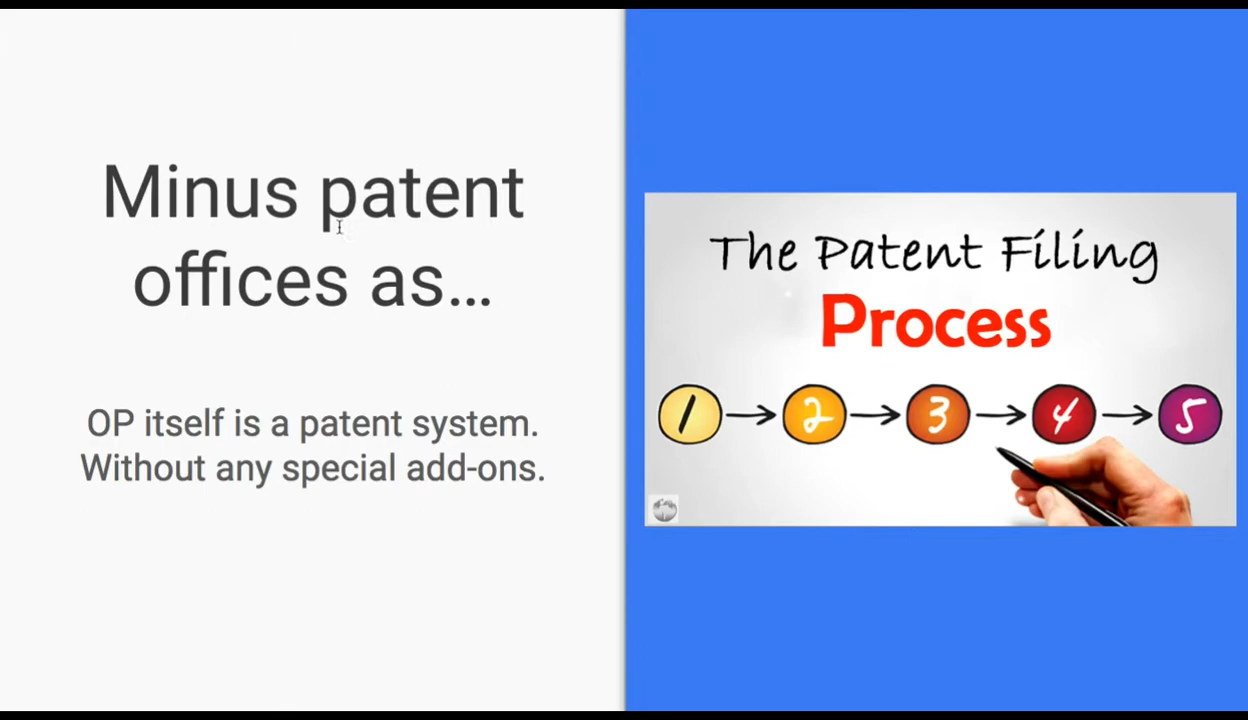 Minus patent
offices as...
OP itself is a patent system.
Without any special add-ons.
The Patent Filing
Process
1
2
3
4
5